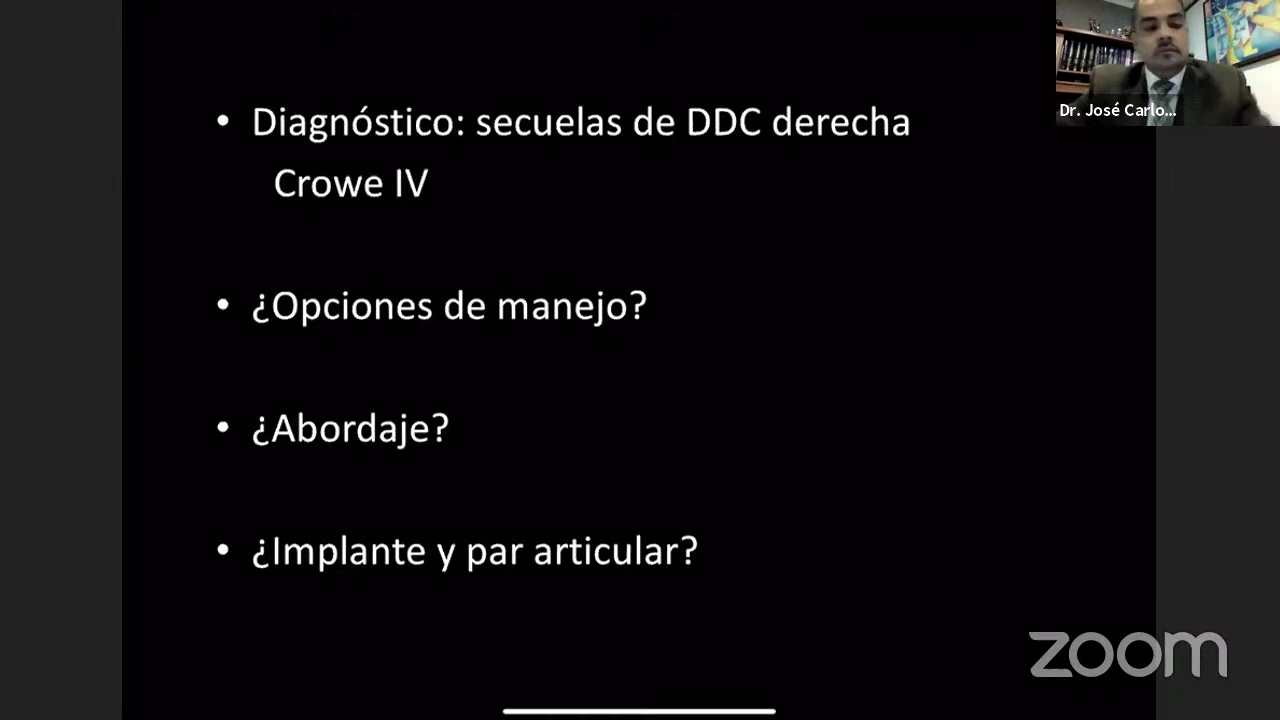 • Diagnóstico: secuelas de DDC derecha
Crowe IV
• ¿Opciones de manejo?
• ¿Abordaje?
• ¿Implante y par articular?
Dr. José Carlo...
zoom